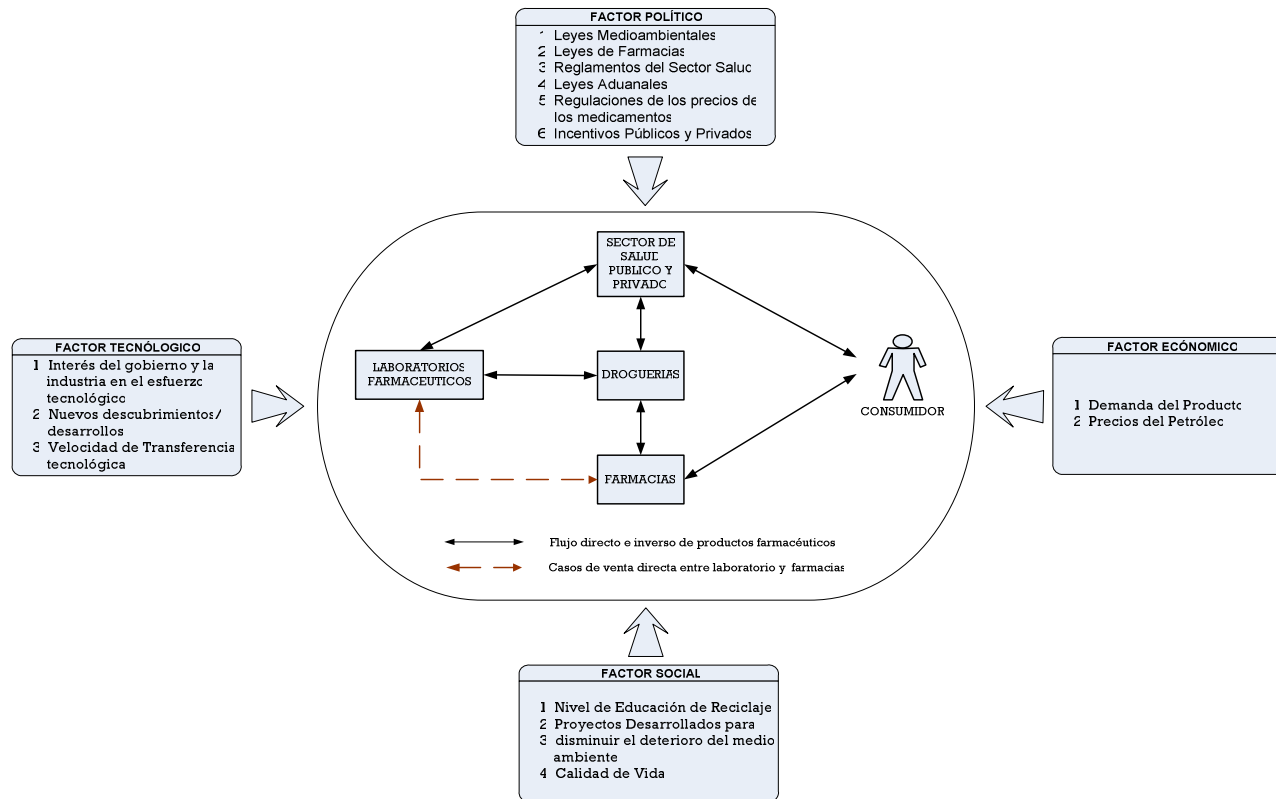 FACTOR POLÍTICO
1 Leyes Medioambientales
2 Leyes de Farmacias
3 Reglamentos del Sector Salud
4 Leyes Aduanales
5 Regulaciones de los precios de
los medicamentos
6 Incentivos Públicos y Privados
SECTOR DE
SALUD
PUBLICO Y
PRIVADO
FACTOR TECNÓLOGICO
1 Interés del gobierno y la
industria en el esfuerzo
tecnológico
2 Nuevos descubrimientos/
desarrollos
3 Velocidad de Transferencia
tecnológica
LABORATORIOS
FARMACEUTICOS
DROGUERIAS
CONSUMIDOR
FACTOR ECÓNOMICO
1 Demanda del Producto
2 Precios del Petróleo
FARMACIAS
Flujo directo e inverso de productos farmacéuticos
Casos de venta directa entre laboratorio y farmacias
FACTOR SOCIAL
1 Nivel de Educación de Reciclaje
2 Proyectos Desarrollados para
3 disminuir el deterioro del medio
ambiente
4 Calidad de Vida